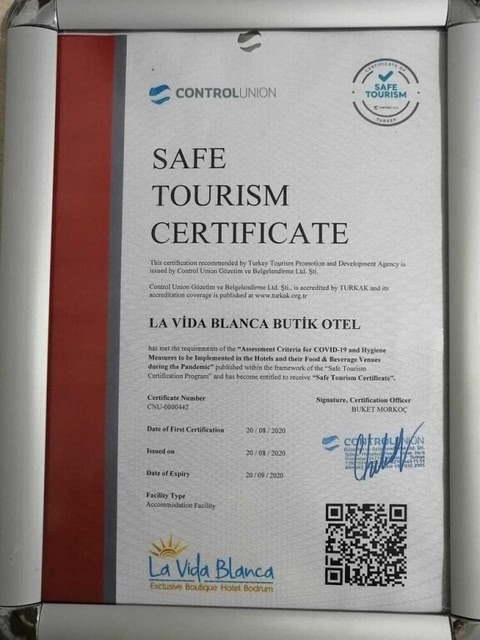 CONTROLUNION
CERTIFICATE OF
SAFE
TOURISM
TURKEY
SAFE
TOURISM
CERTIFICATE
This certification recommended by Turkey Tourism Promotion and Development Agency is
issued by Control Union Gözetim ve Belgelendirme Ltd. Şti.
Control Union Gözetim ve Belgelendirme Ltd. Şti., is accredited by TURKAK and its
accreditation coverage is published at www.turkak.org.tr
LA VİDA BLANCA BUTİK OTEL
has met the requirements of the "Assessment Criteria for COVID-19 and Hygiene
Measures to be Implemented in the Hotels and their Food & Beverage Venues
during the Pandemic" published within the framework of the "Safe Tourism
Certification Program" and has become entitled to receive "Safe Tourism Certificate".
Certificate Number
CNU-0000442
Signature, Certification Officer
BUKET MORKOÇ
Date of First Certification 20 / 08 / 2020
Issued on 20 / 08 / 2020
Date of Expiry 20 / 09 / 2020
CONTROLUNION
Facility Type
Accommodation Facility
La Vida Blanca
Exclusive Boutique Hotel Bodrum